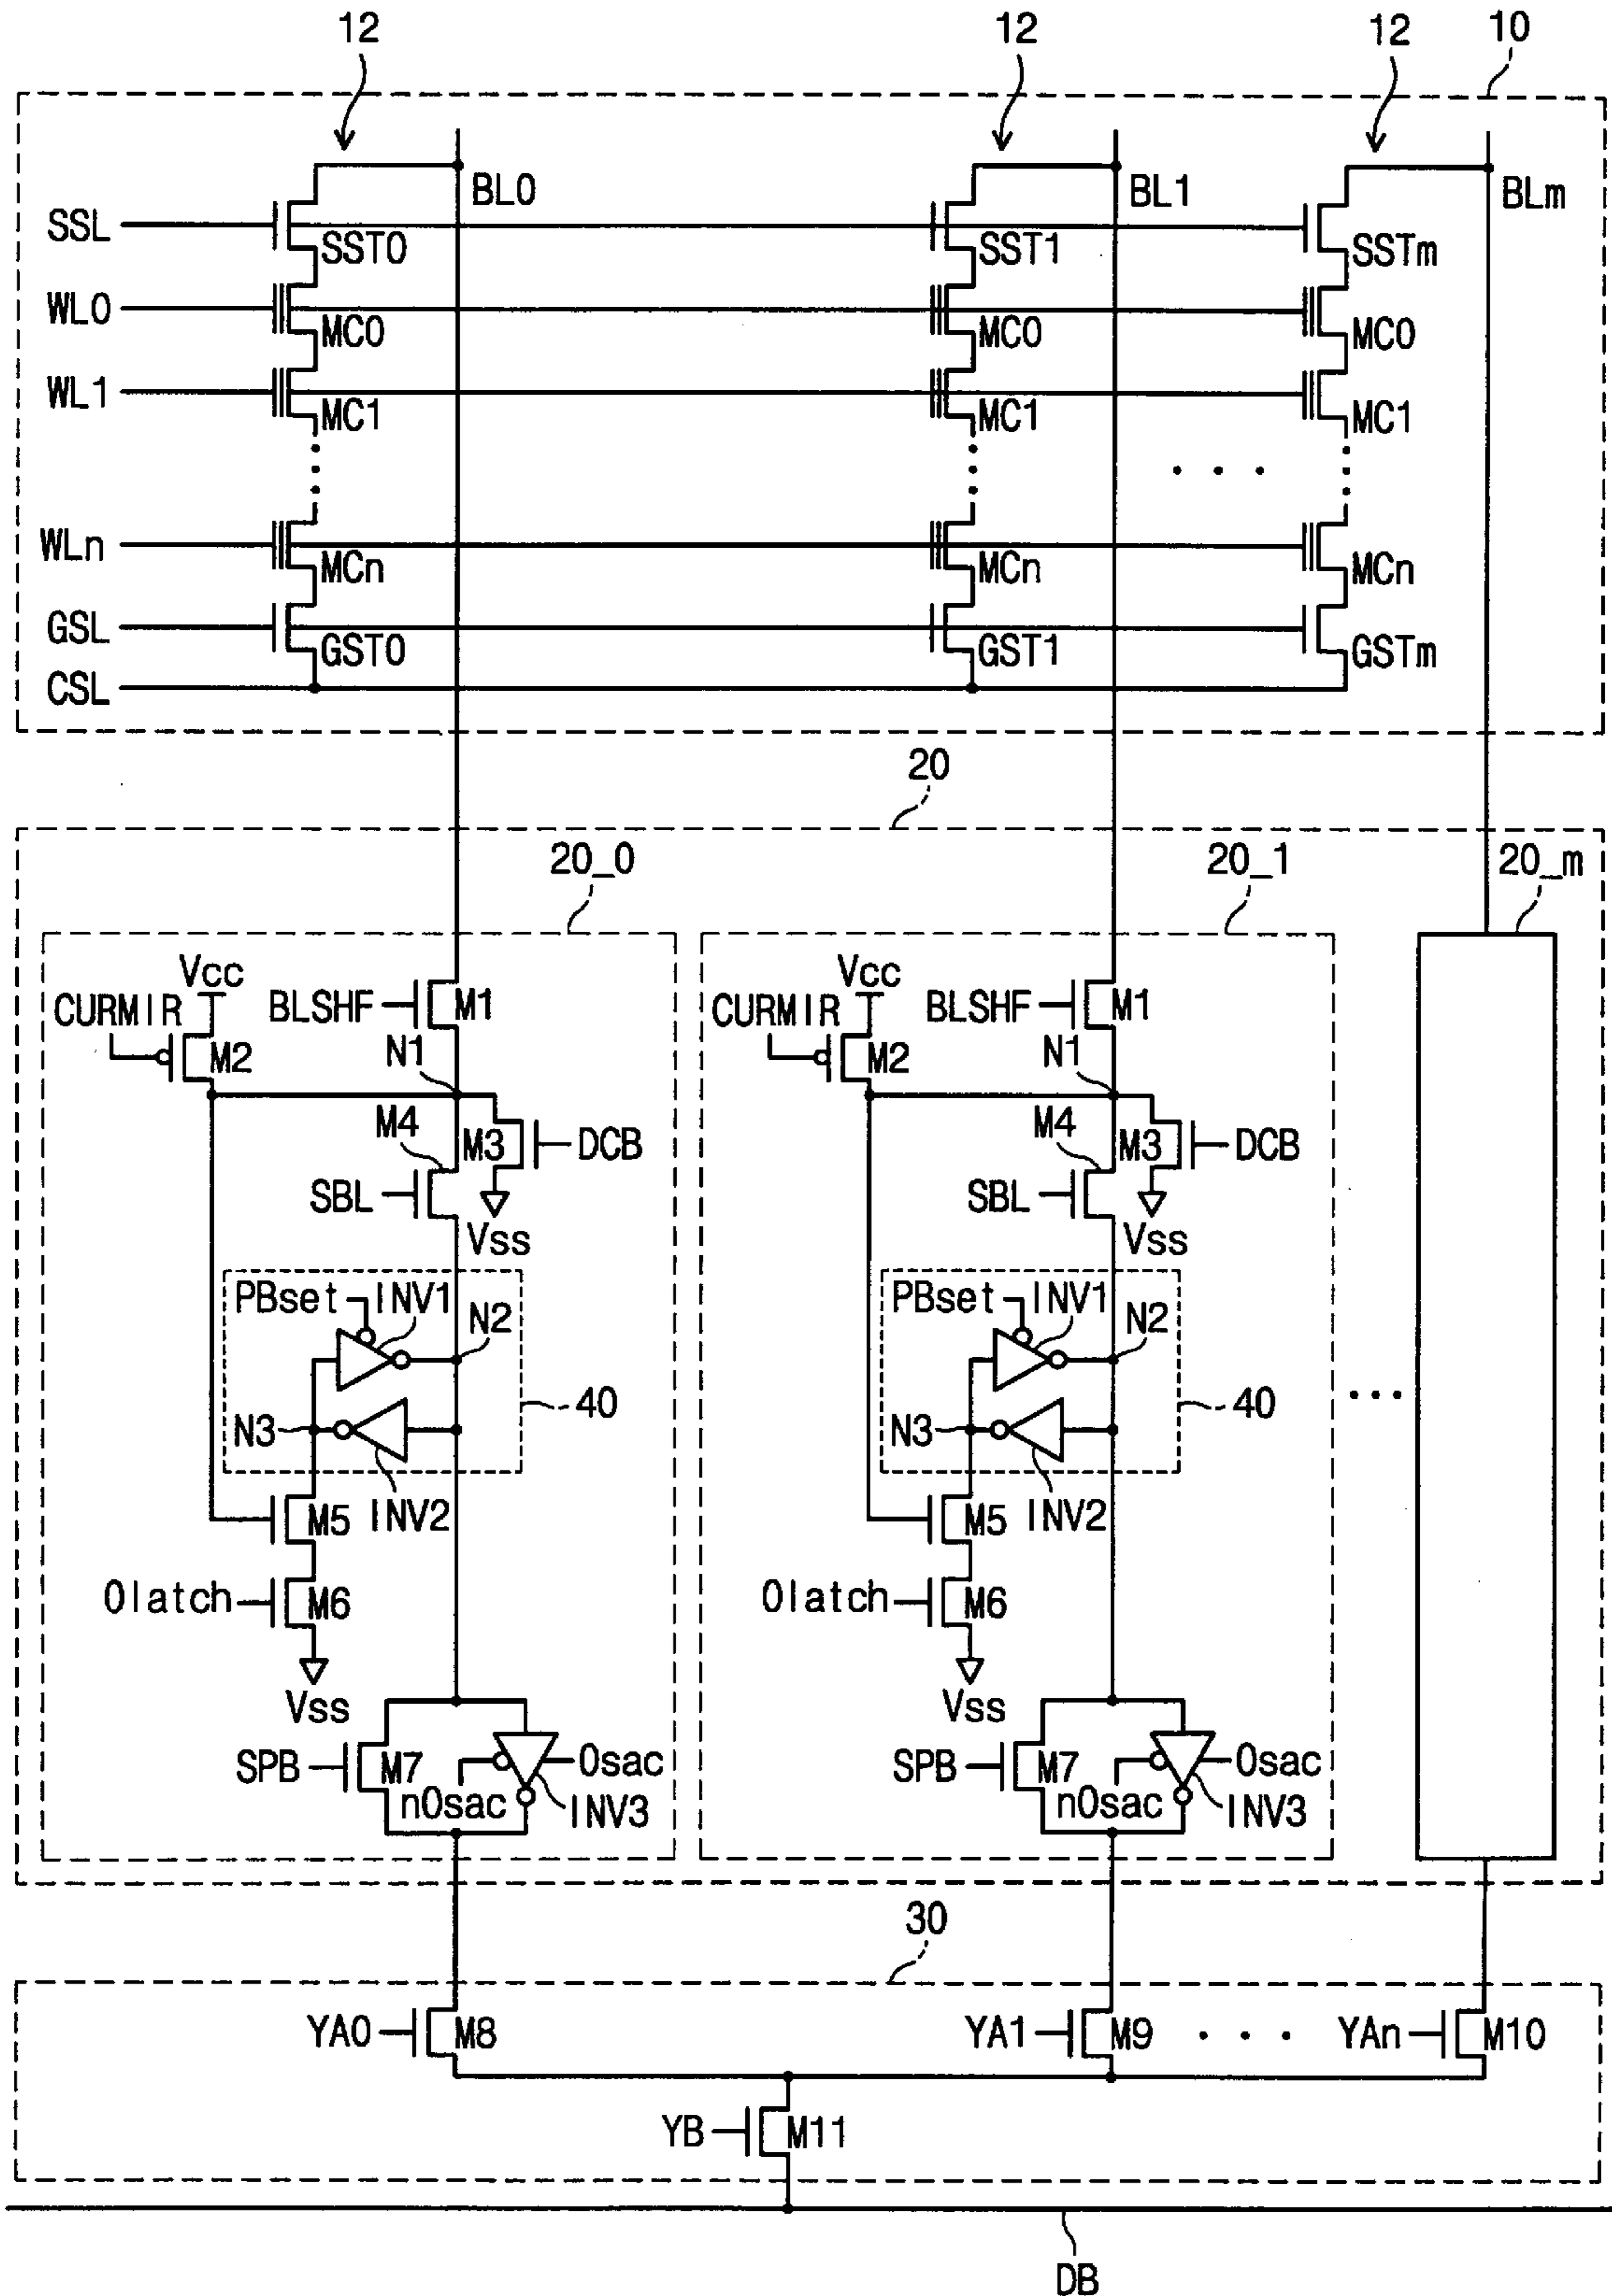 12 12 12 10
BL0 BL1 BLm
SSL SST0 SST1 SSTm
WL0 MC0 MC0 MC0
WL1 MC1 MC1 MC1
WLn MCn MCn MCn
GSL GST0 GST1 GSTm
CSL
20
20_0 20_1 20_m
Vcc Vcc
CURMIR BLSHF M1 CURMIR BLSHF M1
M2 N1 M2 N1
M4 M3 DCB M4 M3 DCB
SBL SBL
Vss Vss
PBset INV1 N2 PBset INV1 N2
N3 40 N3 40
M5 INV2 M5 INV2
0latch M6 0latch M6
Vss Vss
SPB M7 0sac SPB M7 0sac
n0sac INV3 n0sac INV3
30
YA0 M8 YA1 M9 YAn M10
YB M11
DB